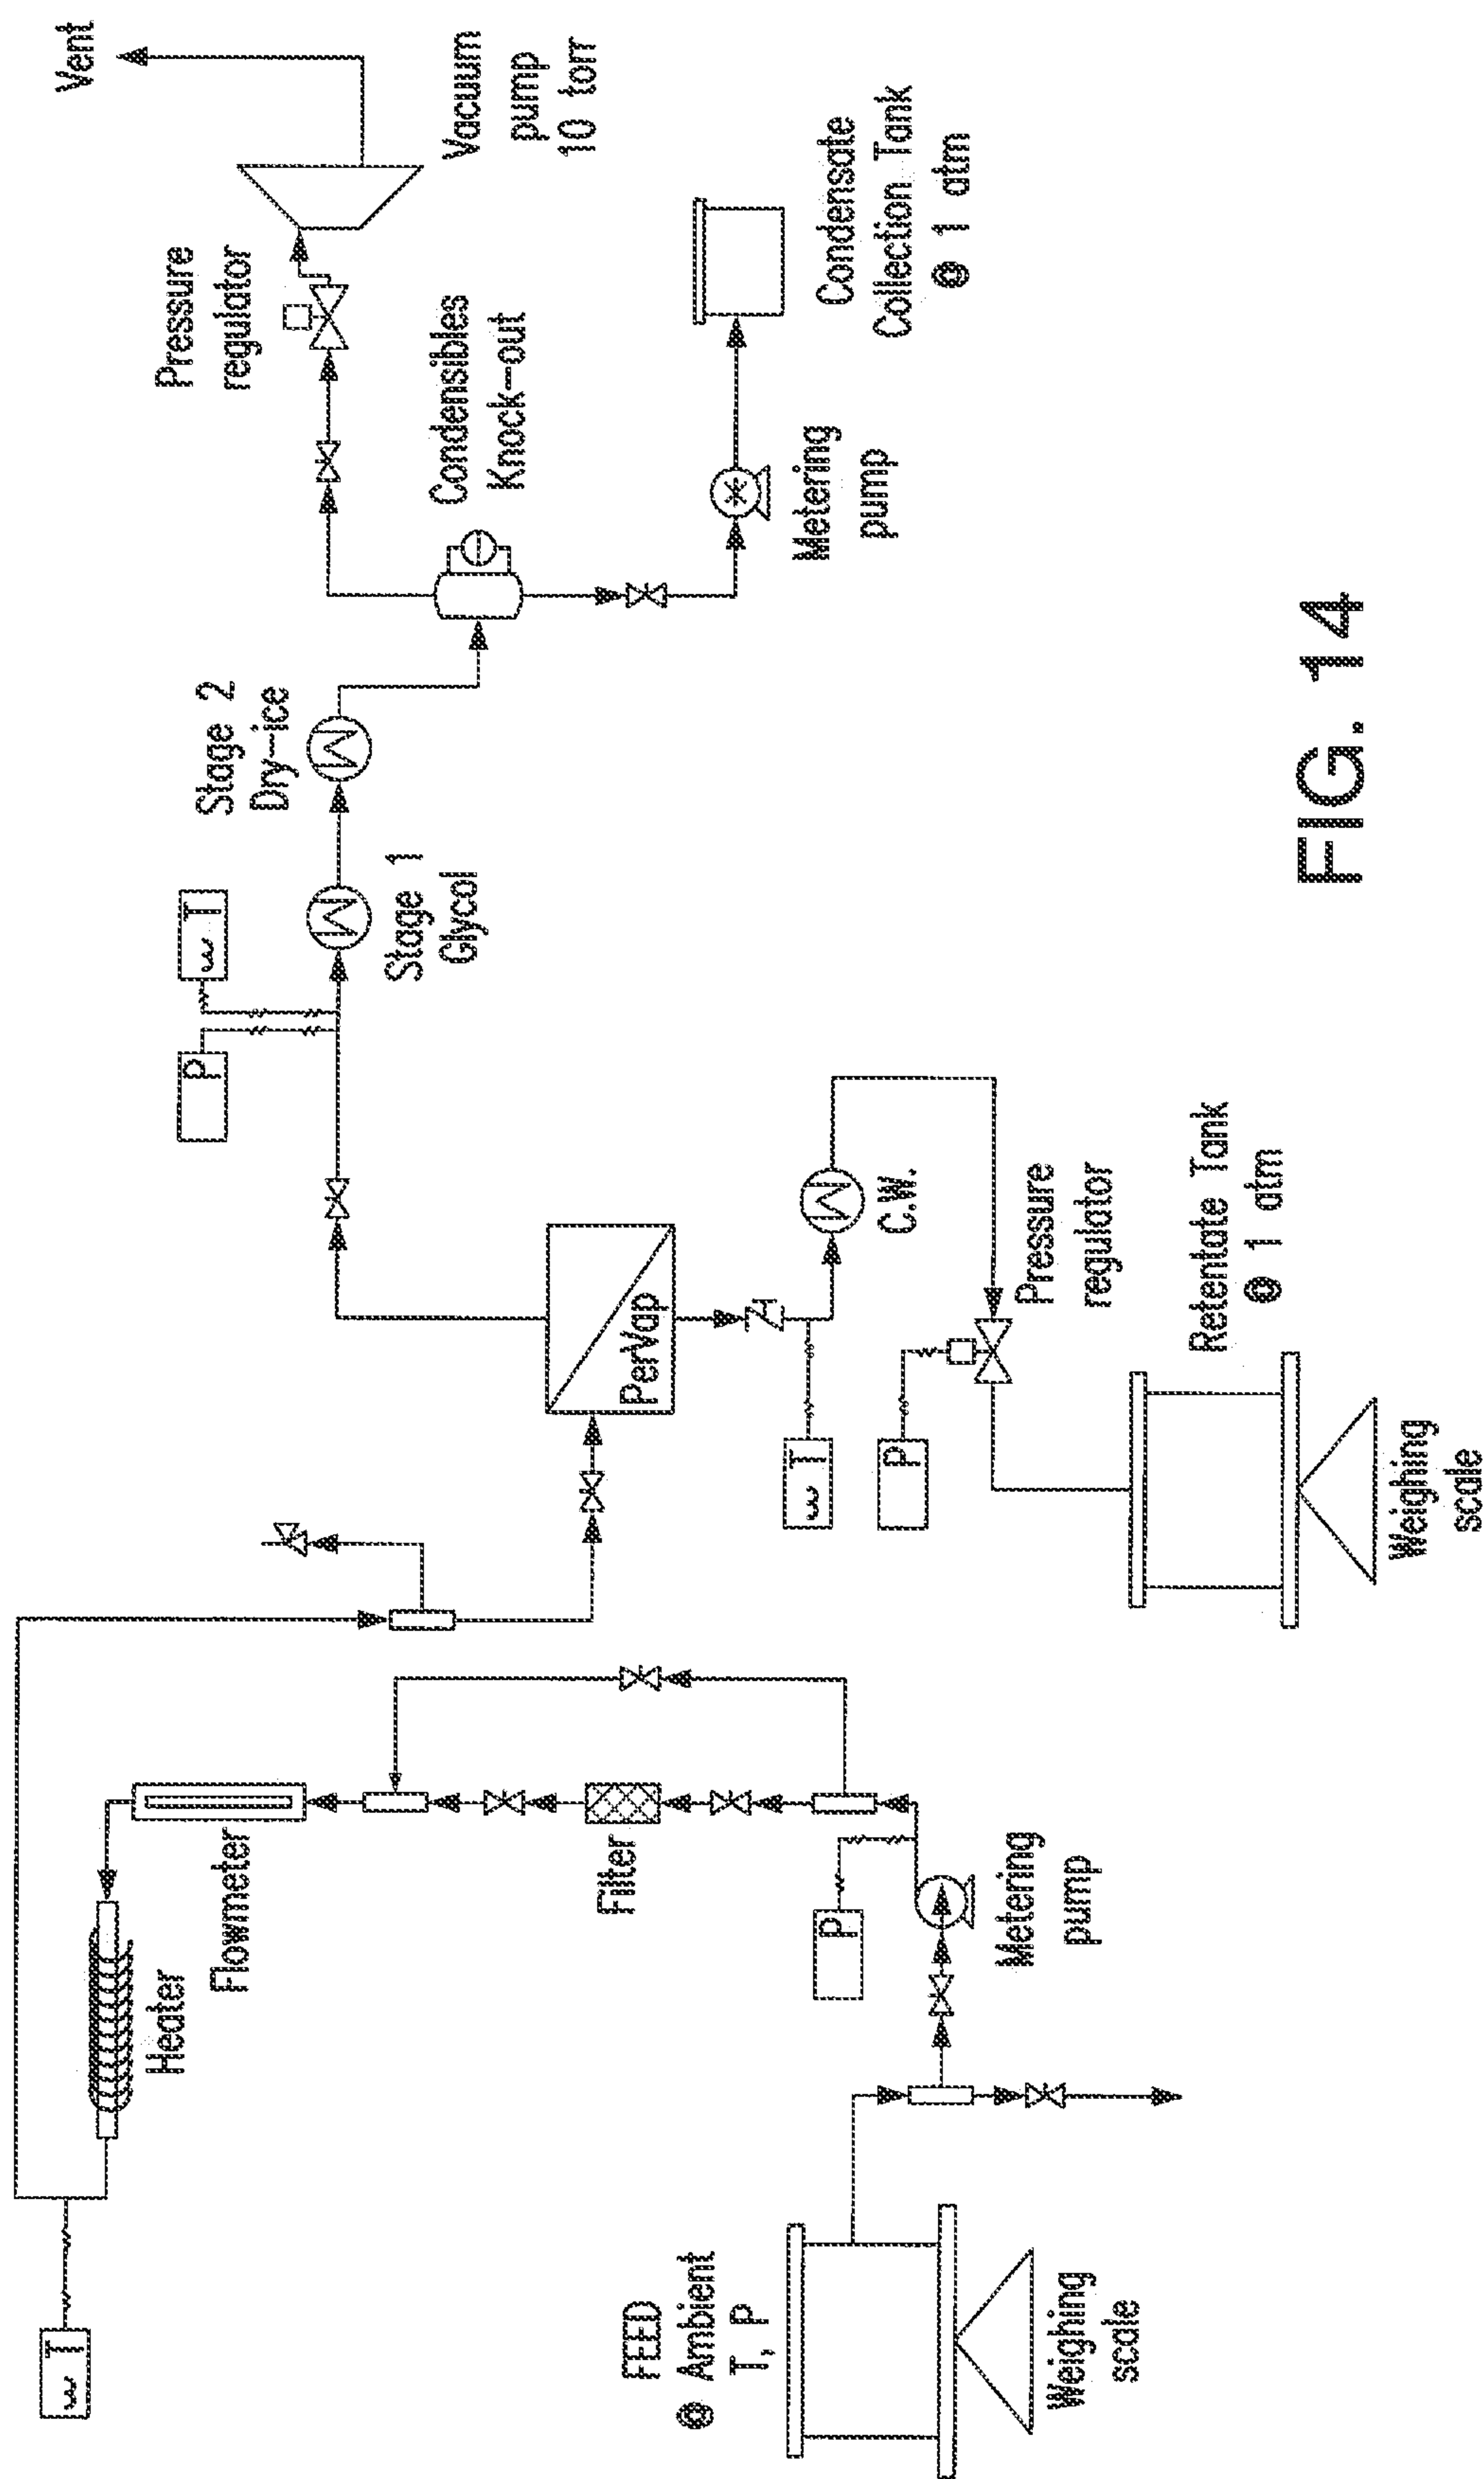 ω T
Heater
Flowmeter
Filter
FEED
@ Ambient
T, P
Weighing
scale
P
Metering
pump
PerVap
ω T
P
C.W.
Pressure
regulator
Retentate Tank
@ 1 atm
Weighing
scale
P
ω T
Stage 1
Glycol
Stage 2
Dry-ice
Condensibles
Knock-out
Pressure
regulator
Vacuum
pump
10 torr
Vent
Metering
pump
Condensate
Collection Tank
@ 1 atm
FIG. 14